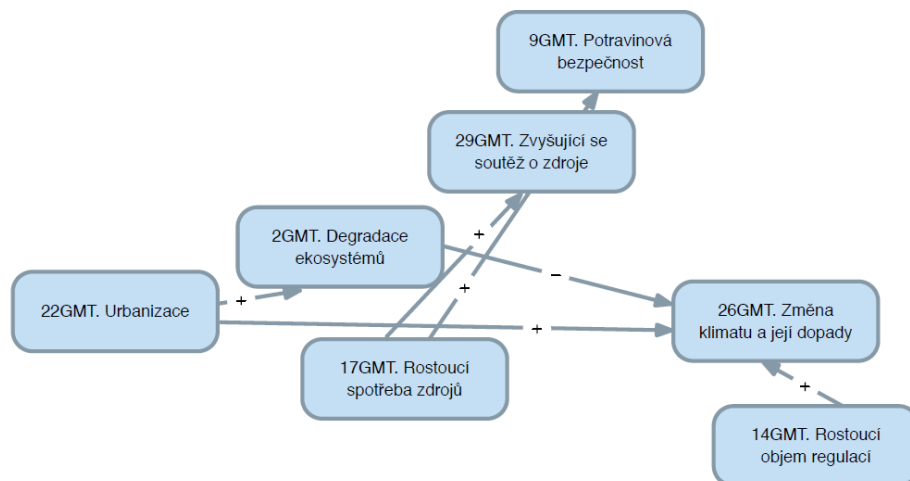 9GMT. Potravinová
bezpečnost
29GMT. Zvyšující se
soutěž o zdroje
+
2GMT. Degradace
ekosystémů
+
−
22GMT. Urbanizace
+
+
26GMT. Změna
klimatu a její dopady
17GMT. Rostoucí
spotřeba zdrojů
+
14GMT. Rostoucí
objem regulací